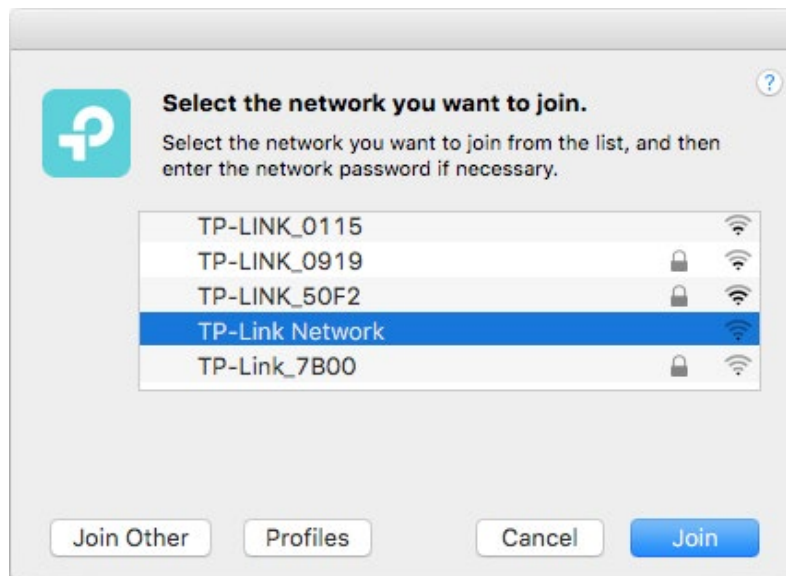 ?
Select the network you want to join.
Select the network you want to join from the list, and then
enter the network password if necessary.
TP-LINK_0115
TP-LINK_0919
TP-LINK_50F2
TP-Link Network
TP-Link_7B00
Join Other
Profiles
Cancel
Join